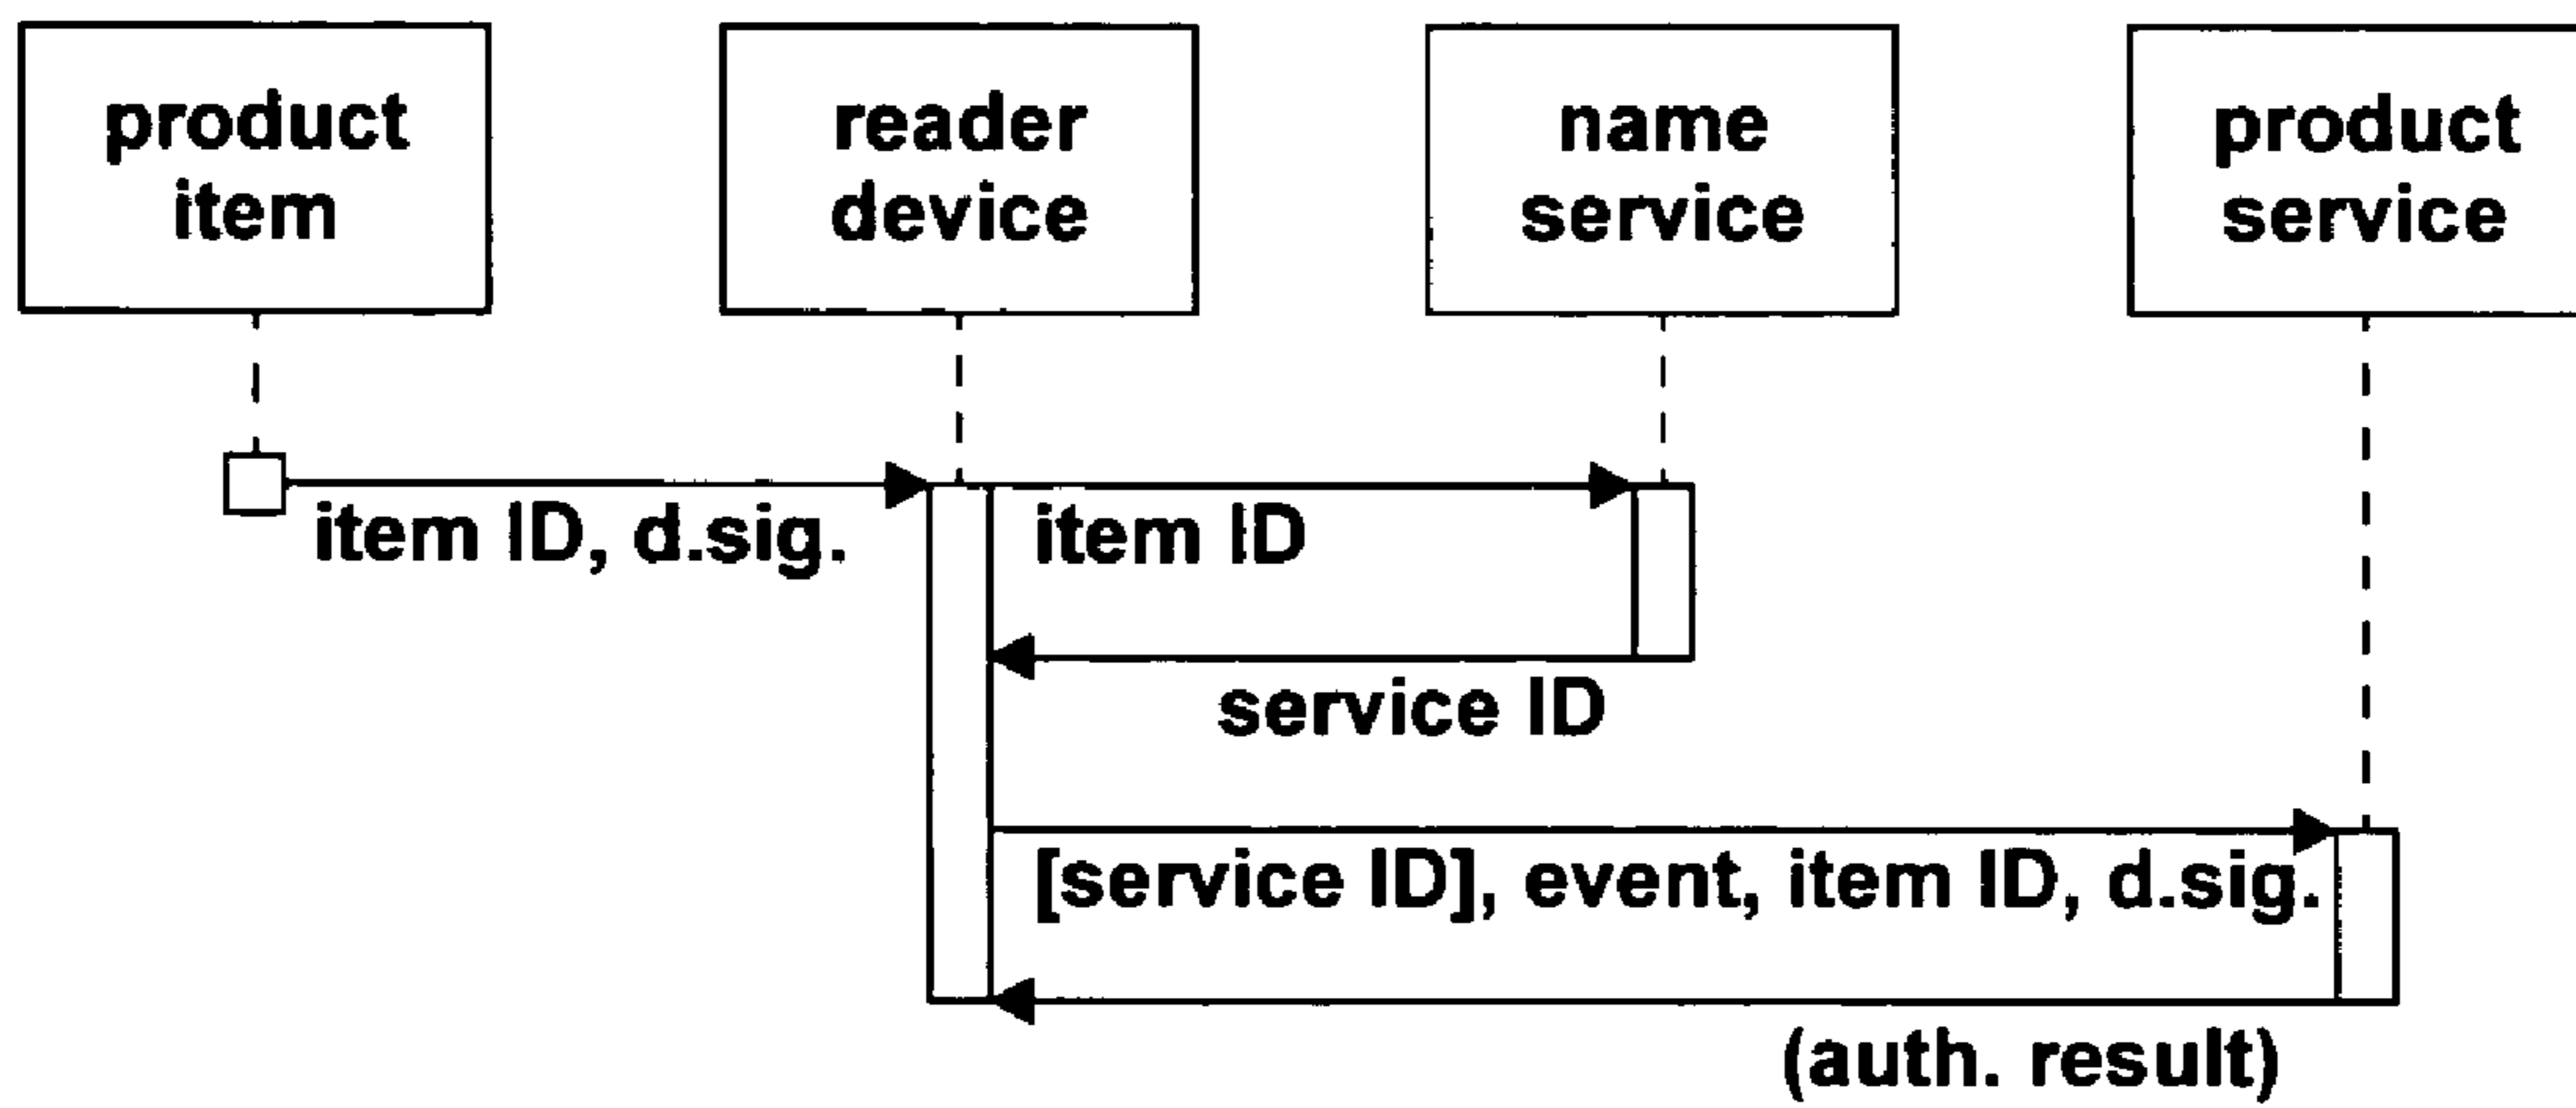 product
item
reader
device
name
service
product
service
item ID, d.sig.
item ID
service ID
[service ID], event, item ID, d.sig.
(auth. result)